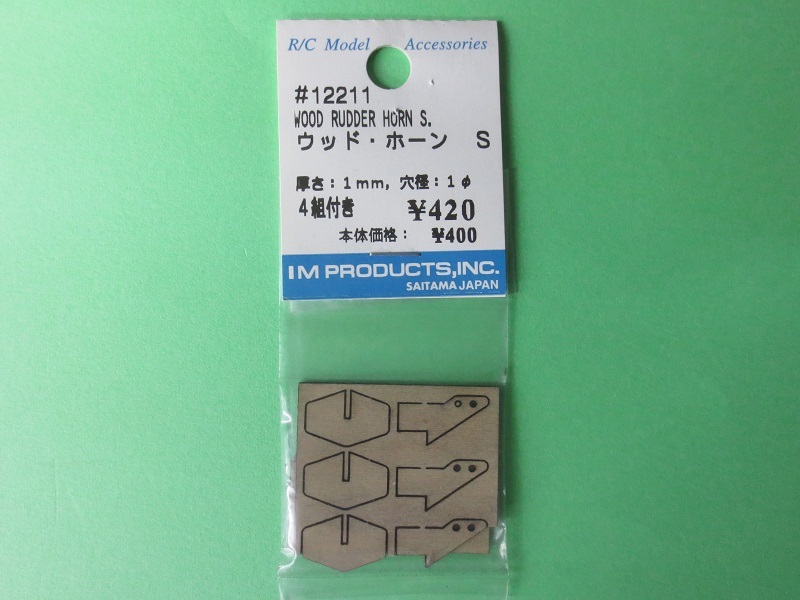 R/C Model Accessories
#12211
WOOD RUDDER HORN S.
ウッド・ホーン S
厚さ：1mm，穴径：1φ
4組付き ¥420
本体価格： ¥400
IM PRODUCTS,INC.
SAITAMA JAPAN